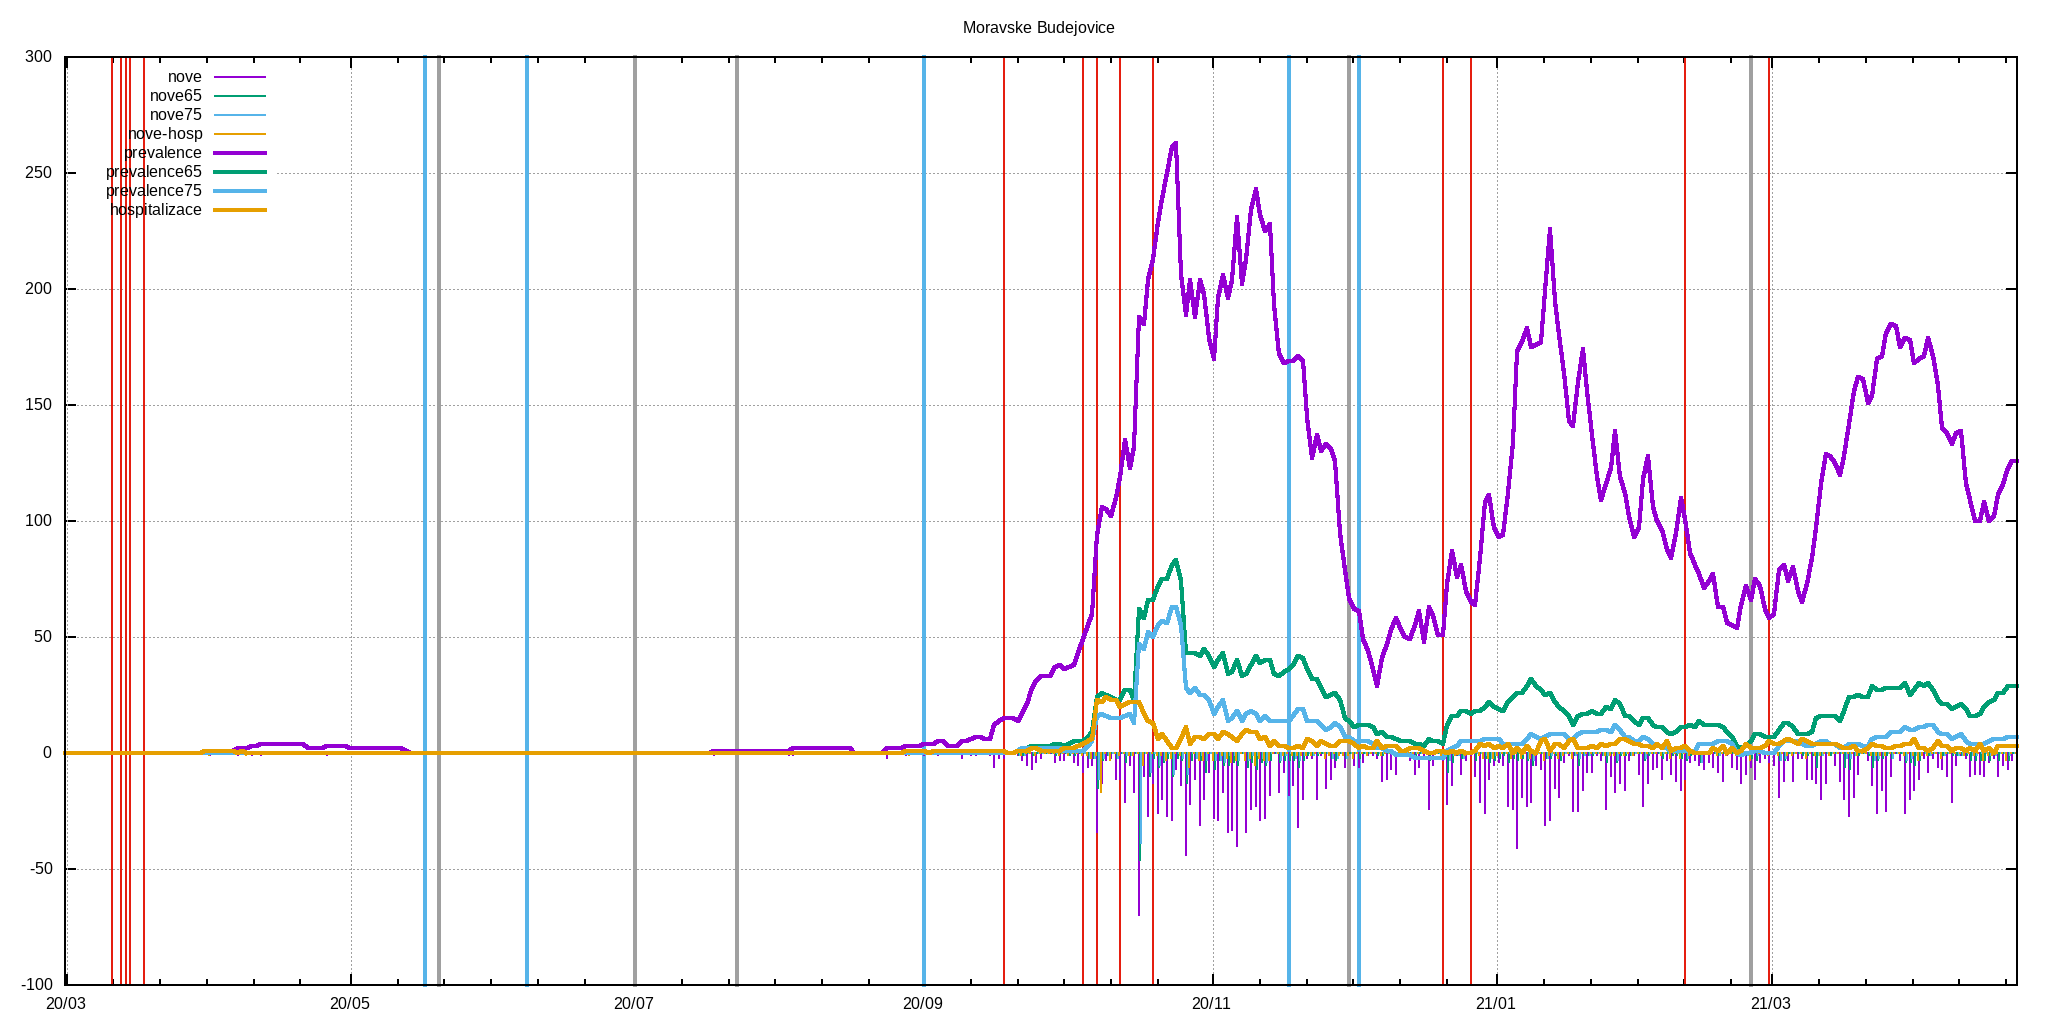 Moravske Budejovice
300
250
200
150
100
50
0
-50
-100
nove
nove65
nove75
nove-hosp
prevalence
prevalence65
prevalence75
hospitalizace
20/03 20/05 20/07 20/09 20/11 21/01 21/03